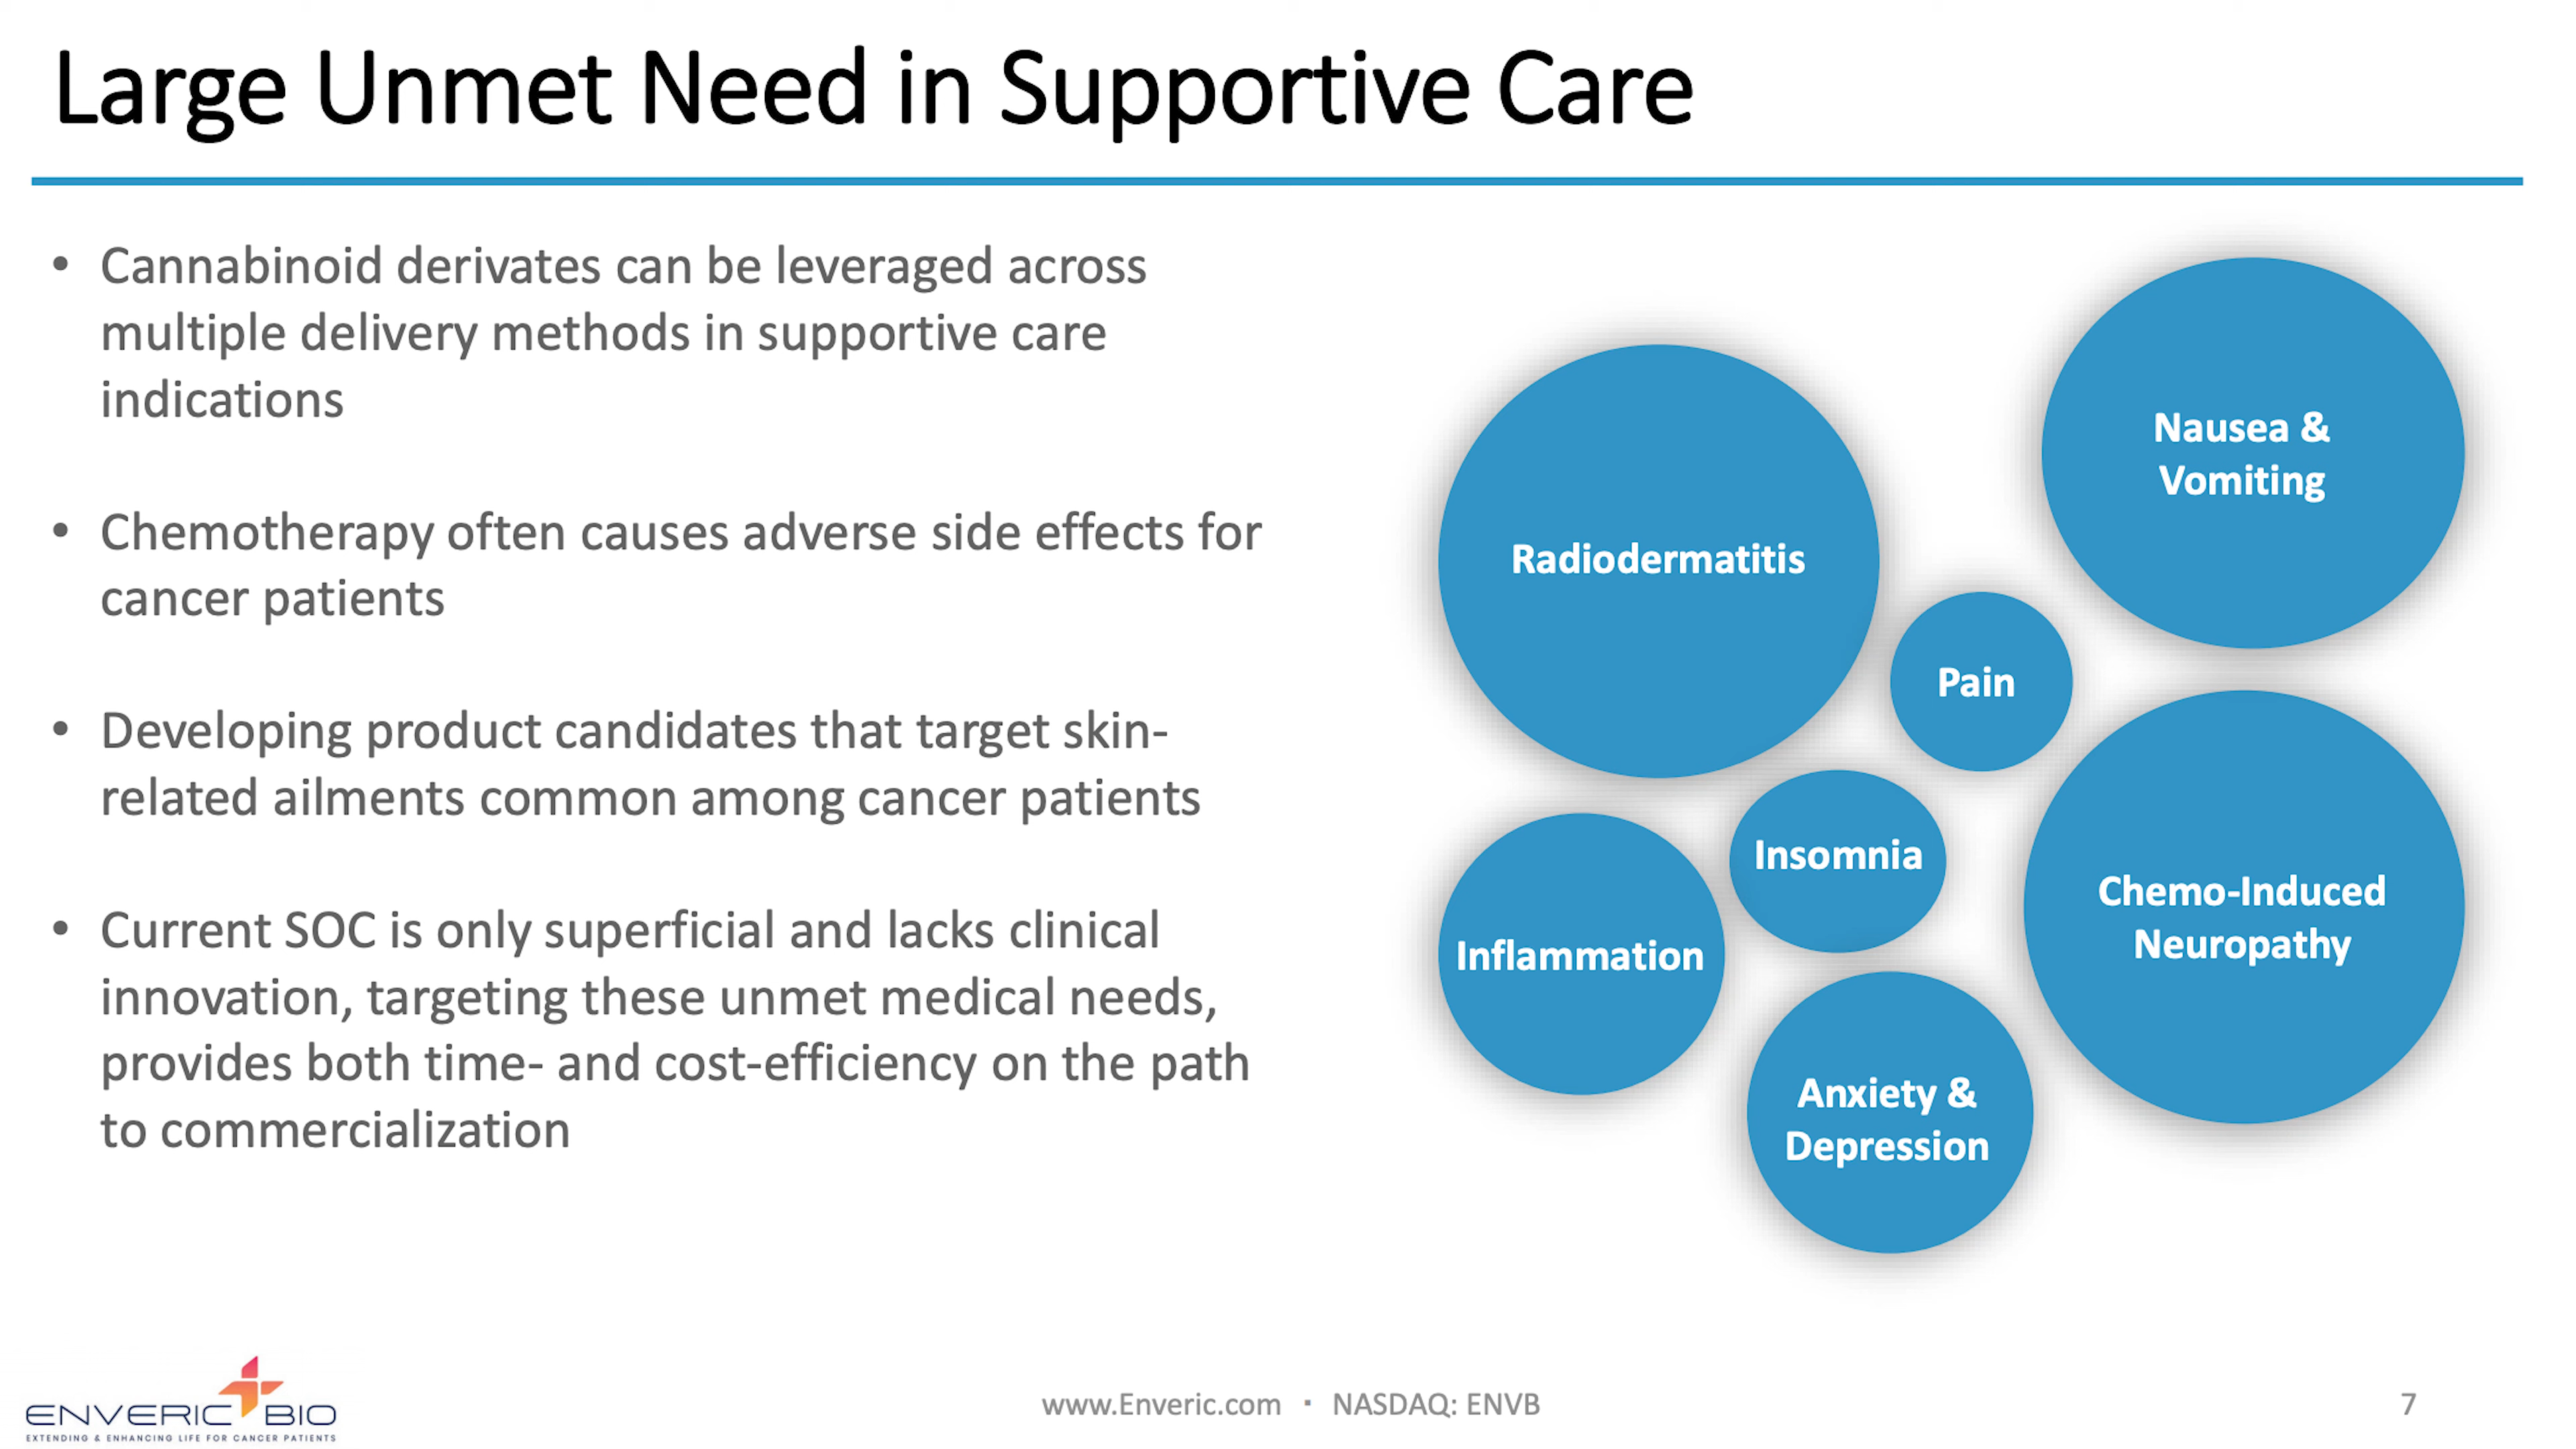 Large Unmet Need in Supportive Care
• Cannabinoid derivates can be leveraged across
multiple delivery methods in supportive care
indications
• Chemotherapy often causes adverse side effects for
cancer patients
• Developing product candidates that target skin-
related ailments common among cancer patients
• Current SOC is only superficial and lacks clinical
innovation, targeting these unmet medical needs,
provides both time- and cost-efficiency on the path
to commercialization
Nausea &
Vomiting
Radiodermatitis
Pain
Insomnia
Chemo-Induced
Neuropathy
Inflammation
Anxiety &
Depression
ENVERIC BIO
EXTENDING & ENHANCING LIFE FOR CANCER PATIENTS
www.Enveric.com ▪ NASDAQ: ENVB
7